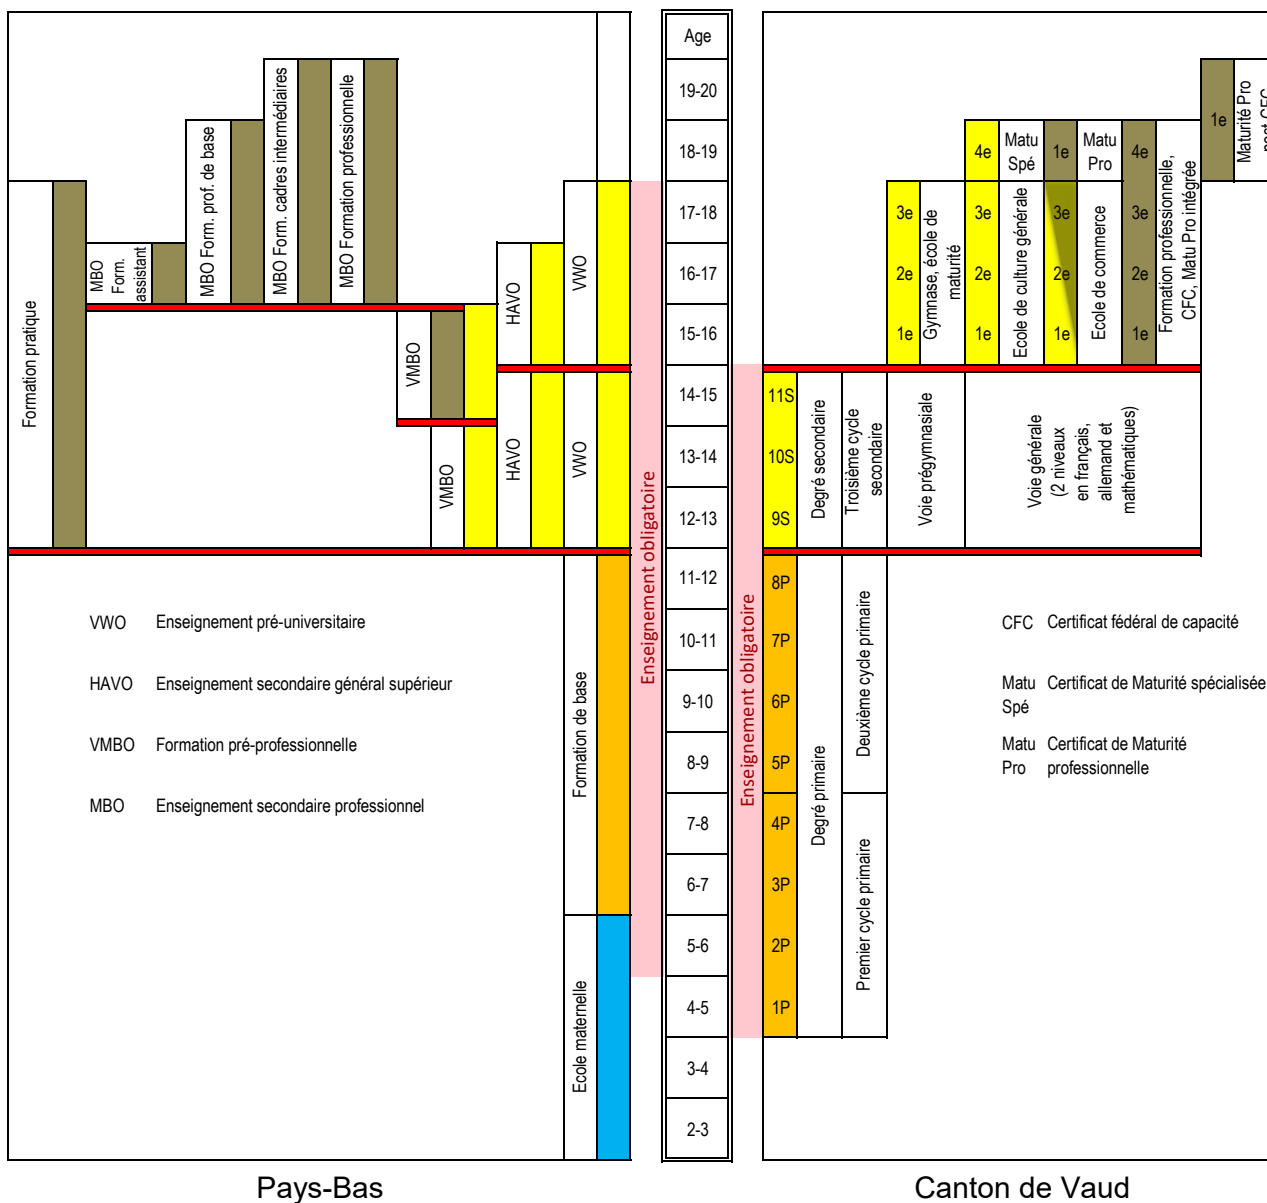 Age
19-20
18-19
17-18
16-17
15-16
14-15
13-14
12-13
11-12
10-11
9-10
8-9
7-8
6-7
5-6
4-5
3-4
2-3
Formation pratique
MBO
Form.
assistant
MBO Form. prof. de base
MBO Form. cadres intermédiaires
MBO Formation professionnelle
VMBO
HAVO
VWO
VMBO
HAVO
VWO
Formation de base
Ecole maternelle
VWO Enseignement pré-universitaire
HAVO Enseignement secondaire général supérieur
VMBO Formation pré-professionnelle
MBO Enseignement secondaire professionnel
Enseignement obligatoire
Pays-Bas
Enseignement obligatoire
3e
2e
1e
Gymnase, école de
maturité
4e
3e
2e
1e
Matu
Spé
Ecole de culture générale
1e
3e
2e
1e
Matu
Pro
Ecole de commerce
4e
3e
2e
1e
Formation professionnelle,
CFC, Matu Pro intégrée
1e
Maturité Pro
post CFC
11S
10S
9S
Degré secondaire
Troisième cycle
secondaire
Voie prégymnasiale
Voie générale
(2 niveaux
en français,
allemand et
mathématiques)
8P
7P
6P
5P
4P
3P
2P
1P
Degré primaire
Deuxième cycle primaire
Premier cycle primaire
CFC Certificat fédéral de capacité
Matu Certificat de Maturité spécialisée
Spé
Matu Certificat de Maturité
Pro professionnelle
Canton de Vaud